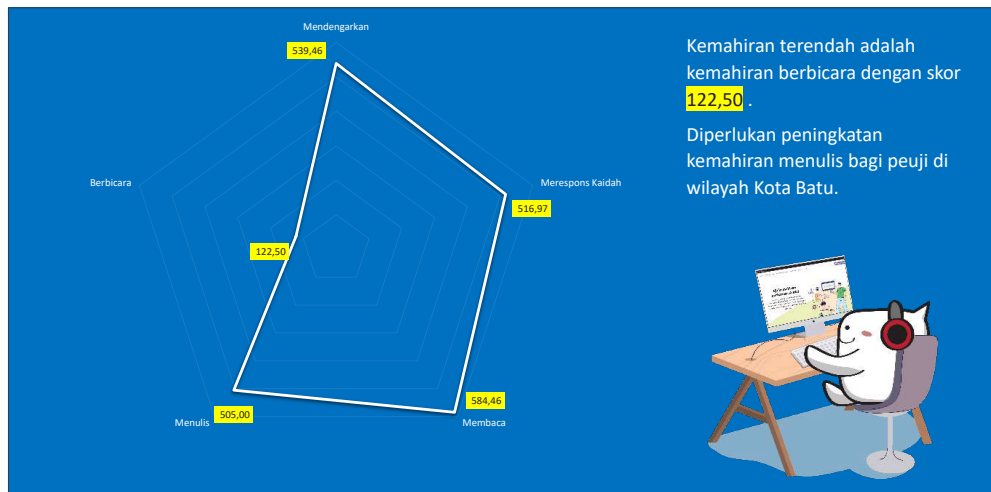 Mendengarkan
539,46
Kemahiran terendah adalah
kemahiran berbicara dengan skor
122,50 .
Diperlukan peningkatan
kemahiran menulis bagi peuji di
wilayah Kota Batu.
Berbicara
Merespons Kaidah
516,97
122,50
584,46
505,00
Menulis
Membaca